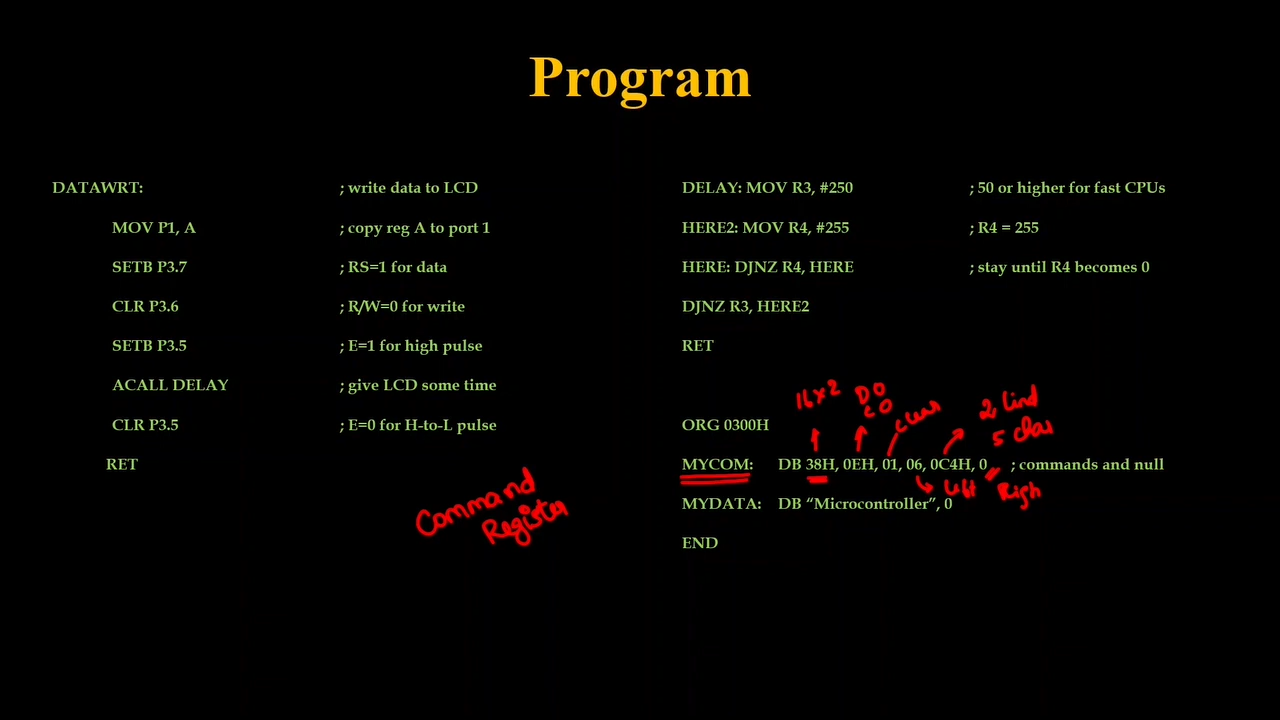 Program
DATAWRT: ; write data to LCD
MOV P1, A ; copy reg A to port 1
SETB P3.7 ; RS=1 for data
CLR P3.6 ; R/W=0 for write
SETB P3.5 ; E=1 for high pulse
ACALL DELAY ; give LCD some time
CLR P3.5 ; E=0 for H-to-L pulse
RET
Command
Register
DELAY: MOV R3, #250 ; 50 or higher for fast CPUs
HERE2: MOV R4, #255 ; R4 = 255
HERE: DJNZ R4, HERE ; stay until R4 becomes 0
DJNZ R3, HERE2
RET
16x2
DO
CO
clear
2 
5 
ORG 0300H
MYCOM: DB 38H, 0EH, 01, 06, 0C4H, 0 ; commands and null
MYDATA: DB “Microcontroller”, 0
END